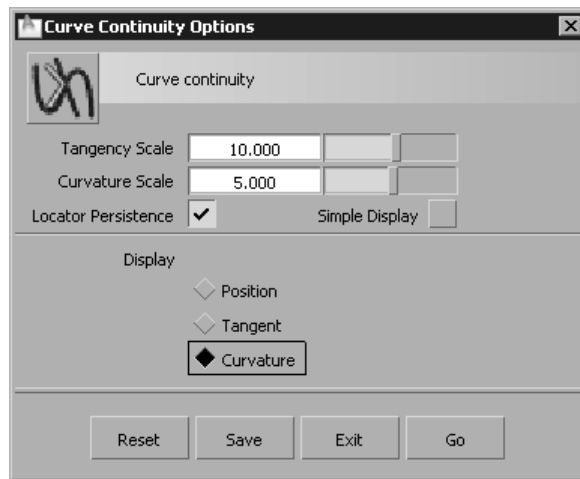 Curve Continuity Options
Curve continuity
Tangency Scale 10.000
Curvature Scale 5.000
Locator Persistence Simple Display
Display
Position
Tangent
Curvature
Reset Save Exit Go